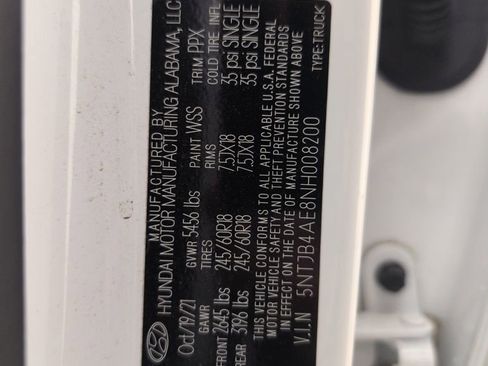 MANUFACTURED BY
HYUNDAI MOTOR MANUFACTURING ALABAMA, LLC
Oct/19/21 GVWR 5456 lbs PAINT WSS TRIM PPX
GAWR TIRES RIMS COLD TIRE INFL
FRONT 2645 lbs 245/60R18 7.5JX18 35 psi SINGLE
REAR 3196 lbs 245/60R18 7.5JX18 35 psi SINGLE
THIS VEHICLE CONFORMS TO ALL APPLICABLE U.S.A. FEDERAL
MOTOR VEHICLE SAFETY AND THEFT PREVENTION STANDARDS
IN EFFECT ON THE DATE OF MANUFACTURE SHOWN ABOVE
V.I.N 5NTJB4AE8NH008200 TYPE:TRUCK